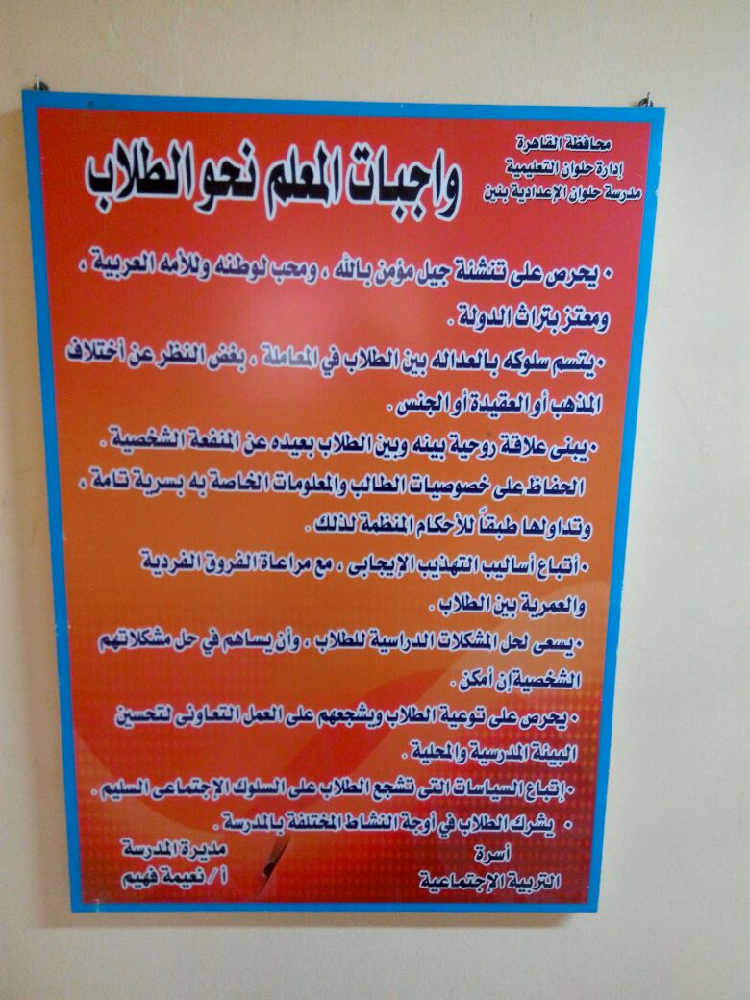 محافظة القاهرة
إدارة حلوان التعليمية
مدرسة حلوان الإعدادية بنين
واجبات المعلم نحو الطلاب
• يحرص على تنشئة جيل مؤمن بالله ، ومحب لوطنه وللأمه العربية ،
ومعتز بتراث الدولة .
• يتسم سلوكه بالعداله بين الطلاب في المعاملة ، بغض النظر عن أختلاف
المذهب أو العقيدة أو الجنس .
• يبنى علاقة روحية بينه وبين الطلاب بعيده عن المنفعة الشخصية .
الحفاظ على خصوصيات الطالب والمعلومات الخاصة به بسرية تامة ،
وتداولها طبقاً للأحكام المنظمة لذلك .
• أتباع أساليب التهذيب الإيجابى ، مع مراعاة الفروق الفردية
والعمرية بين الطلاب .
• يسعى لحل المشكلات الدراسية للطلاب ، وأن يساهم في حل مشكلاتهم
الشخصية إن أمكن .
• يحرص على توعية الطلاب ويشجعهم على العمل التعاونى لتحسين
البيئة المدرسية والمحلية .
• إتباع السياسات التى تشجع الطلاب على السلوك الإجتماعى السليم .
• يشرك الطلاب في أوجة النشاط المختلفة بالمدرسة .
أسرة
التربية الإجتماعية
مديرة المدرسة
أ / نعيمة فهيم